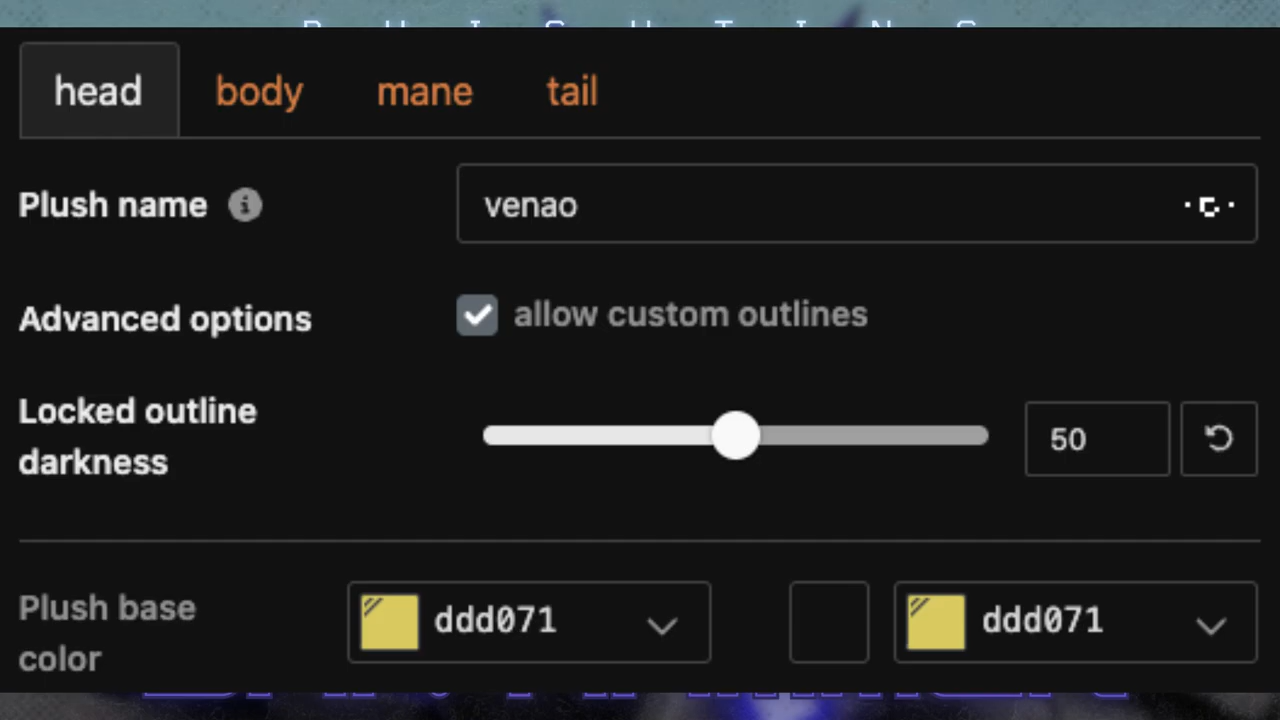 head body mane tail
Plush name venao
Advanced options allow custom outlines
Locked outline
darkness
50
Plush base
color
ddd071 ddd071